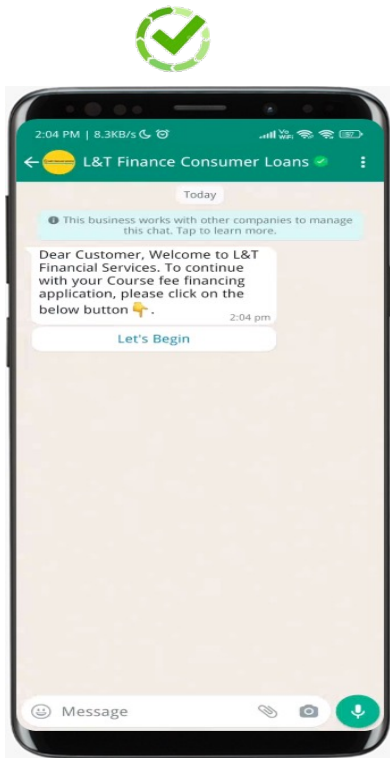 2:04 PM | 8.3KB/s
L&T Finance Consumer Loans
Today
This business works with other companies to manage
this chat. Tap to learn more.
Dear Customer, Welcome to L&T
Financial Services. To continue
with your Course fee financing
application, please click on the
below button 👇.
2:04 pm
Let's Begin
Message